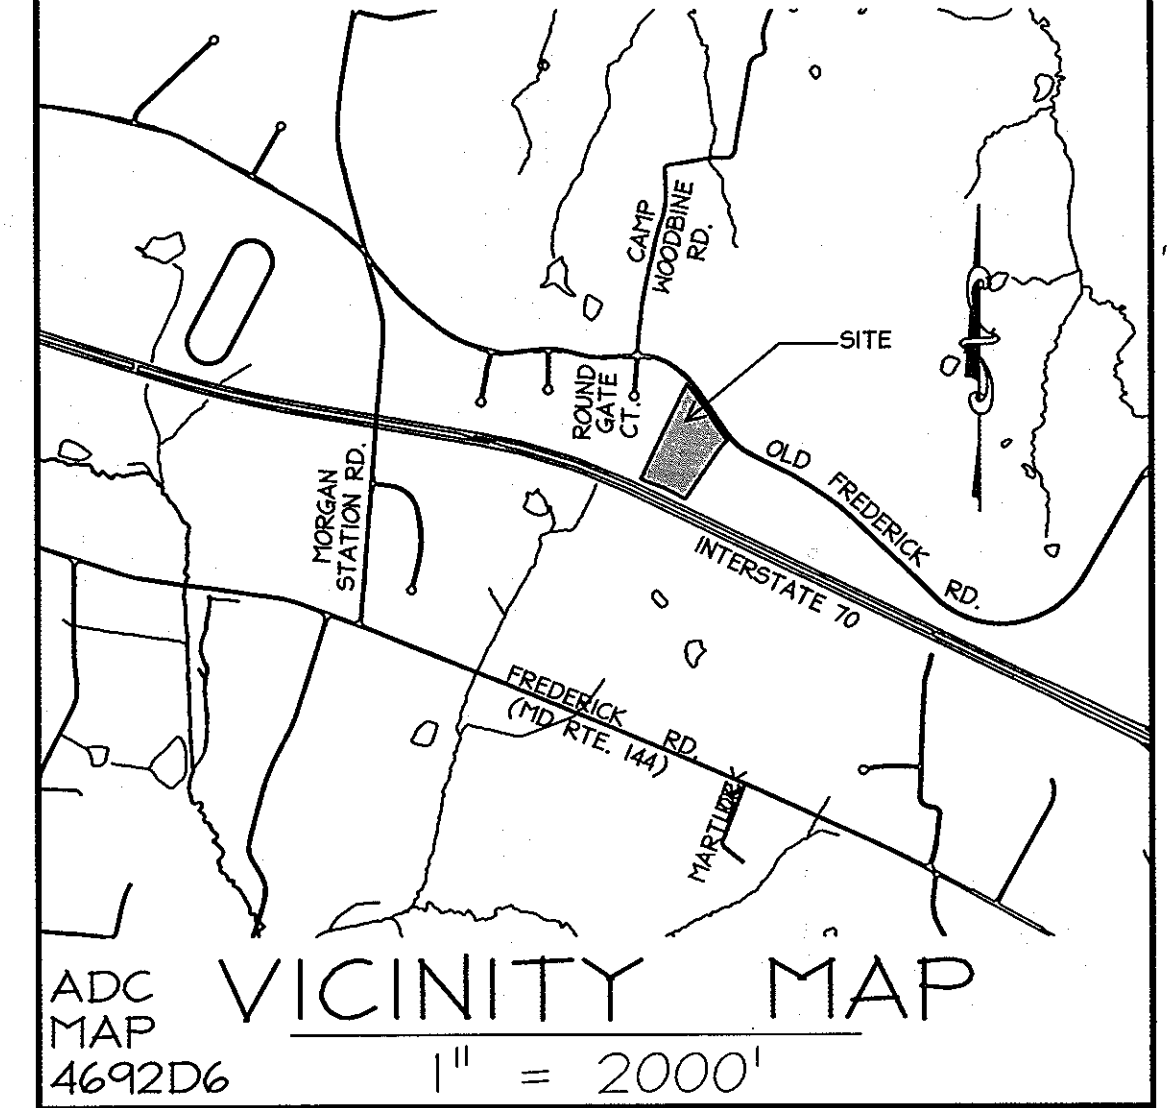 CAMP
WOODBINE
RD.
SITE
ROUND
GATE
CT.
OLD FREDERICK RD.
MORGAN
STATION RD.
INTERSTATE 70
FREDERICK RD.
(MD RTE. 144)
VICINITY MAP
1" = 2000'
ADC
MAP
4692D6